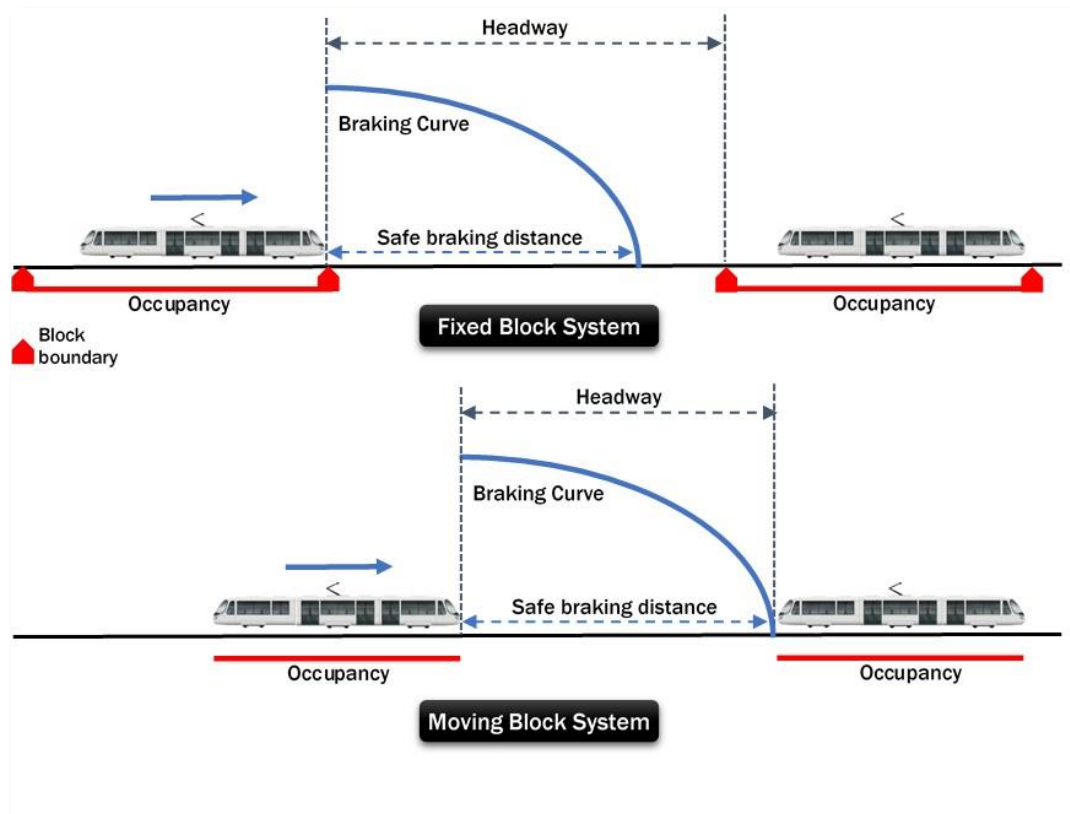 Headway
Braking Curve
Safe braking distance
Occupancy
Occupancy
Fixed Block System
Block
boundary
Headway
Braking Curve
Safe braking distance
Occupancy
Occupancy
Moving Block System